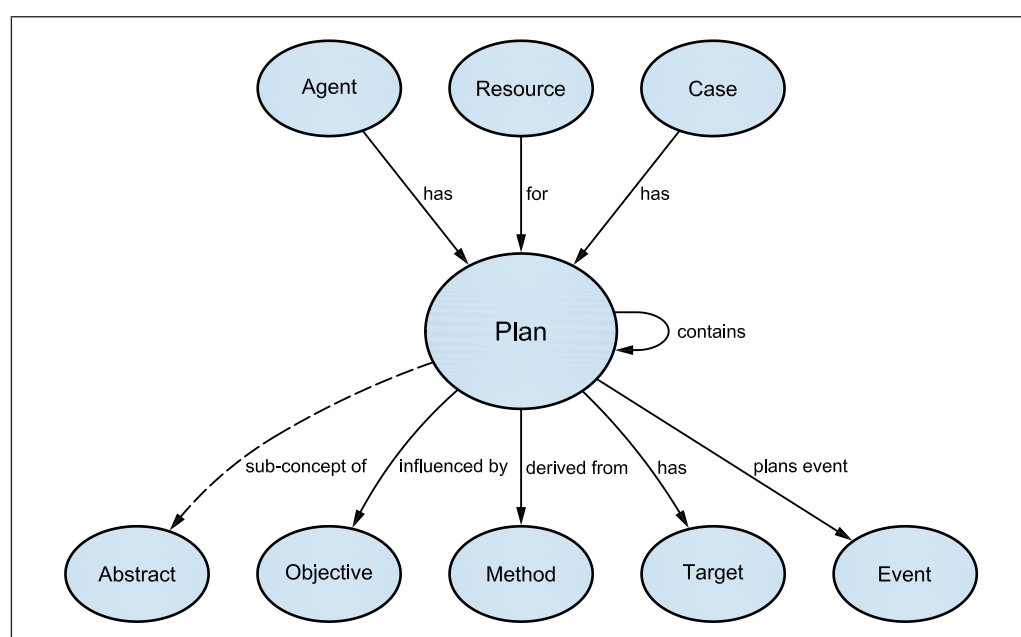 Agent
Resource
Case
has
for
has
Plan
contains
sub-concept of
influenced by
derived from
has
plans event
Abstract
Objective
Method
Target
Event